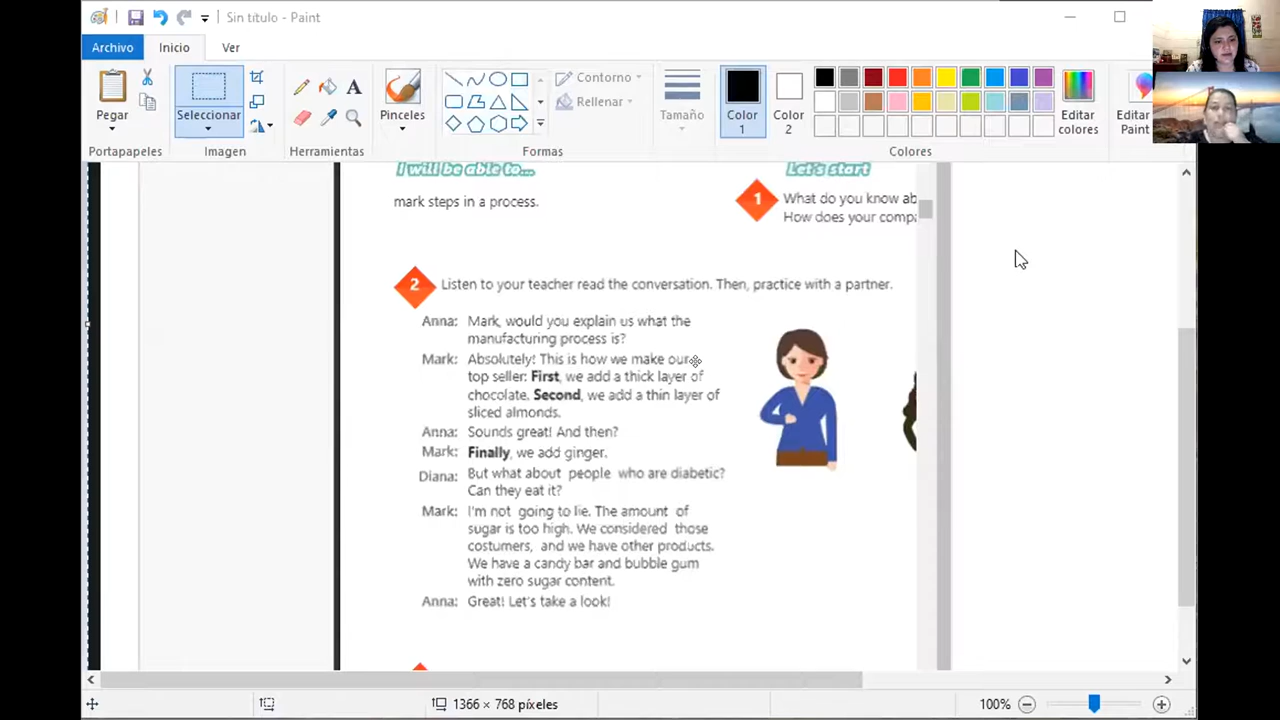 Sin título - Paint
Archivo Inicio Ver
Pegar Seleccionar Pinceles Contorno Rellenar Tamaño Color 1 Color 2 Editar colores Editar Paint
Portapapeles Imagen Herramientas Formas Colores
I will be able to... Let's start
mark steps in a process.
1 What do you know ab
How does your compa
2 Listen to your teacher read the conversation. Then, practice with a partner.
Anna: Mark, would you explain us what the
manufacturing process is?
Mark: Absolutely! This is how we make our
top seller: First, we add a thick layer of
chocolate. Second, we add a thin layer of
sliced almonds.
Anna: Sounds great! And then?
Mark: Finally, we add ginger.
Diana: But what about people who are diabetic?
Can they eat it?
Mark: I'm not going to lie. The amount of
sugar is too high. We considered those
costumers, and we have other products.
We have a candy bar and bubble gum
with zero sugar content.
Anna: Great! Let's take a look!
1366 × 768 píxeles 100%